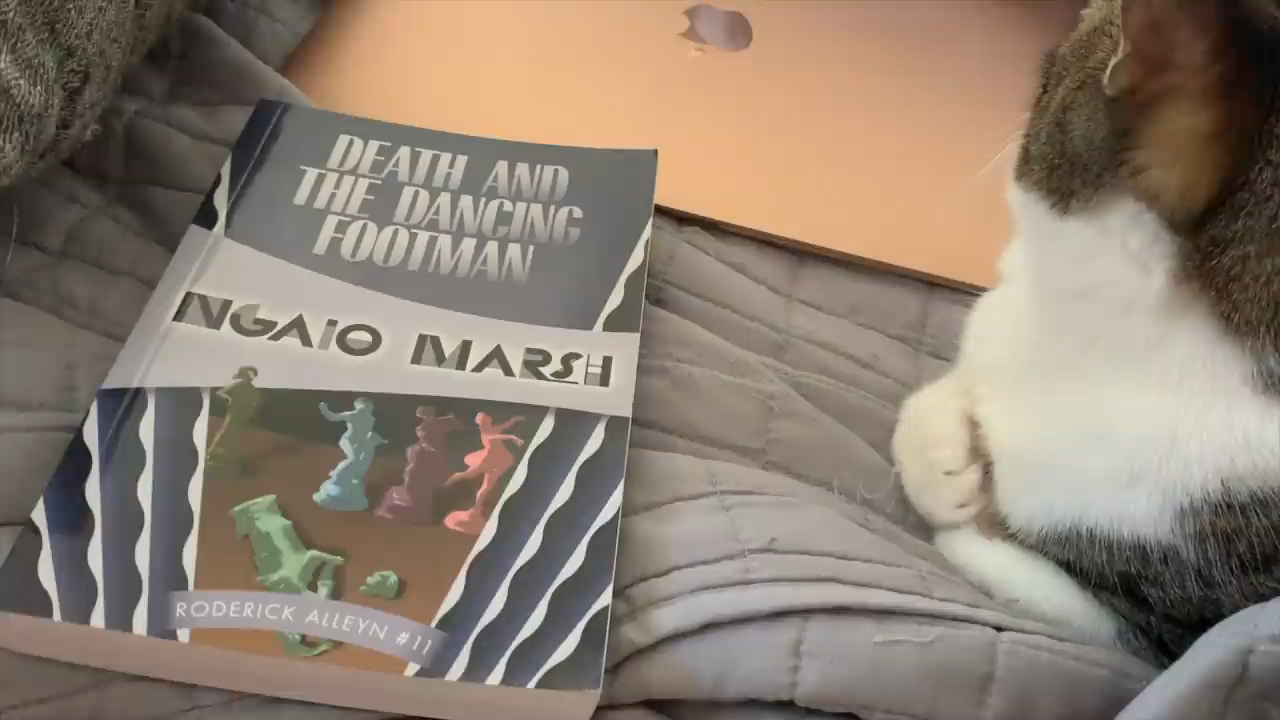 DEATH AND
THE DANCING
FOOTMAN
NGAIO MARSH
RODERICK ALLEYN #11